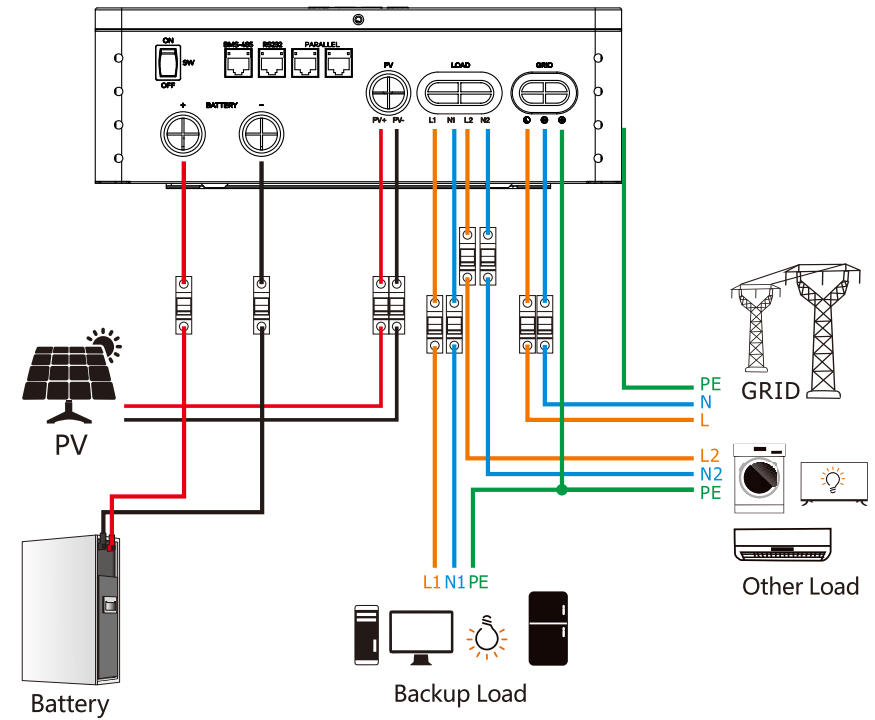 ON
SW
OFF
BMS-485 RS232 PARALLEL
PV
LOAD
GRID
+ BATTERY -
PV+ PV-
L1 N1 L2 N2
L N
PE
N
L
GRID
PV
L2
N2
PE
Other Load
L1 N1 PE
Backup Load
Battery